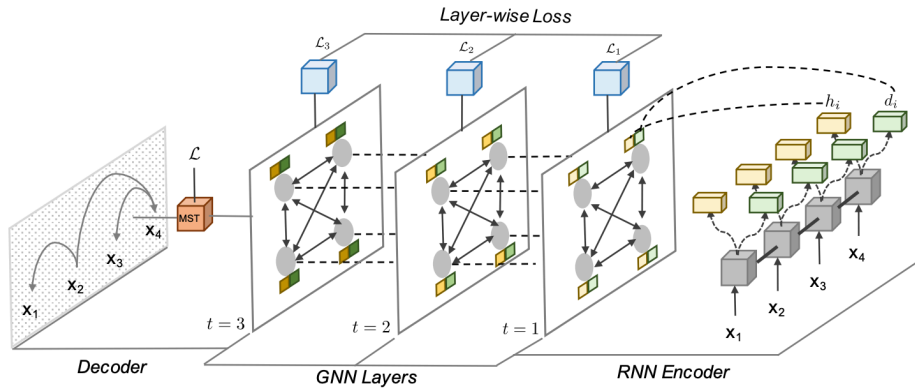 Layer-wise Loss
ℒ₃
ℒ₂
ℒ₁
h_i
d_i
ℒ
MST
x₄
x₃
x₂
x₁
x₄
x₃
x₂
x₁
t = 3
t = 2
t = 1
Decoder
GNN Layers
RNN Encoder